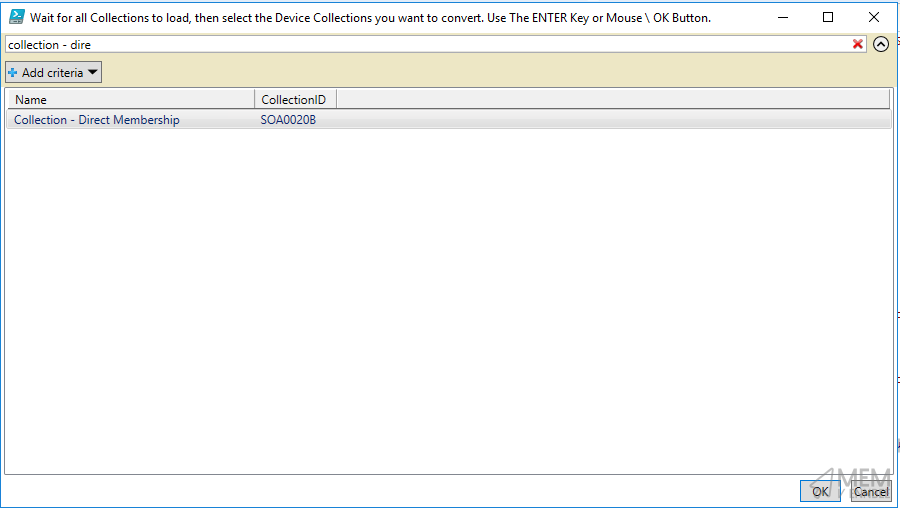 Wait for all Collections to load, then select the Device Collections you want to convert. Use The ENTER Key or Mouse \ OK Button.
collection - dire
Add criteria
Name CollectionID
Collection - Direct Membership SOA0020B
MEM
OK Cancel